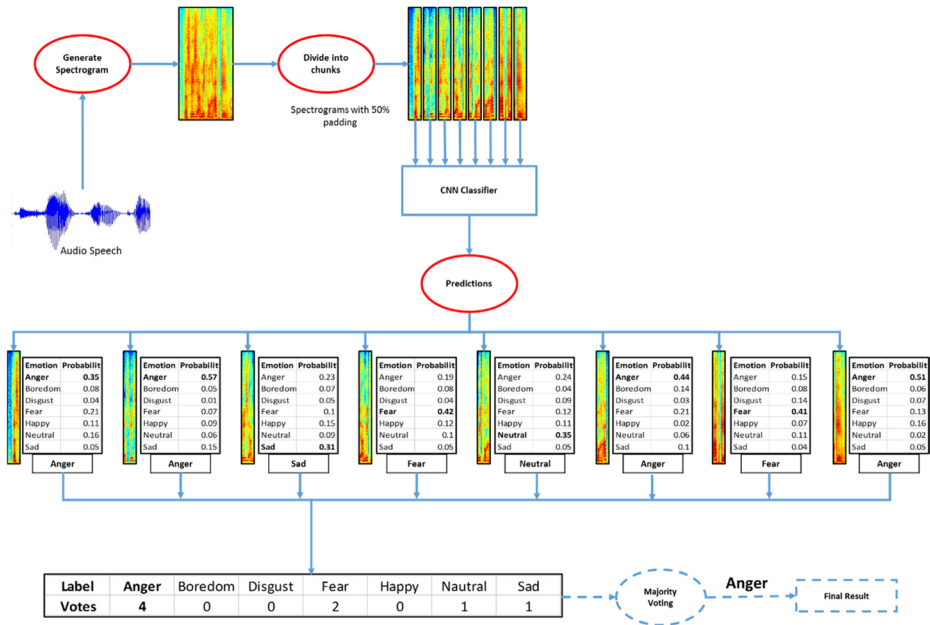 Generate
Spectrogram
Divide into
chunks
Spectrograms with 50%
padding
CNN Classifier
Audio Speech
Predictions
Emotion Probabilit
Anger 0.35
Boredom 0.08
Disgust 0.04
Fear 0.21
Happy 0.11
Neutral 0.16
Sad 0.05
Anger
Emotion Probabilit
Anger 0.57
Boredom 0.05
Disgust 0.01
Fear 0.07
Happy 0.09
Neutral 0.06
Sad 0.15
Anger
Emotion Probabilit
Anger 0.23
Boredom 0.07
Disgust 0.05
Fear 0.1
Happy 0.15
Neutral 0.09
Sad 0.31
Sad
Emotion Probabilit
Anger 0.19
Boredom 0.08
Disgust 0.04
Fear 0.42
Happy 0.12
Neutral 0.1
Sad 0.05
Fear
Emotion Probabilit
Anger 0.24
Boredom 0.04
Disgust 0.09
Fear 0.12
Happy 0.11
Neutral 0.35
Sad 0.05
Neutral
Emotion Probabilit
Anger 0.44
Boredom 0.14
Disgust 0.03
Fear 0.21
Happy 0.02
Neutral 0.06
Sad 0.1
Anger
Emotion Probabilit
Anger 0.15
Boredom 0.08
Disgust 0.14
Fear 0.41
Happy 0.07
Neutral 0.11
Sad 0.04
Fear
Emotion Probabilit
Anger 0.51
Boredom 0.06
Disgust 0.07
Fear 0.13
Happy 0.16
Neutral 0.02
Sad 0.05
Anger
Label Anger Boredom Disgust Fear Happy Nautral Sad
Votes 4 0 0 2 0 1 1
Majority
Voting
Anger
Final Result